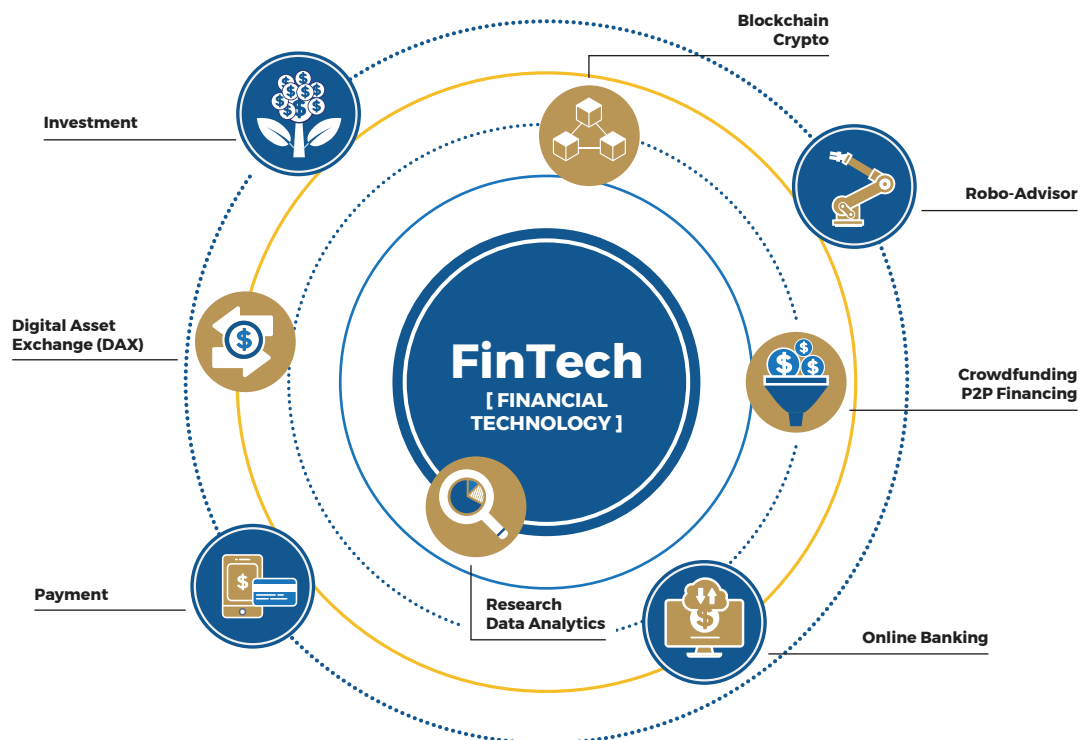 Blockchain
Crypto
Investment
Robo-Advisor
Digital Asset
Exchange (DAX)
FinTech
[ FINANCIAL
TECHNOLOGY ]
Crowdfunding
P2P Financing
Payment
Research
Data Analytics
Online Banking